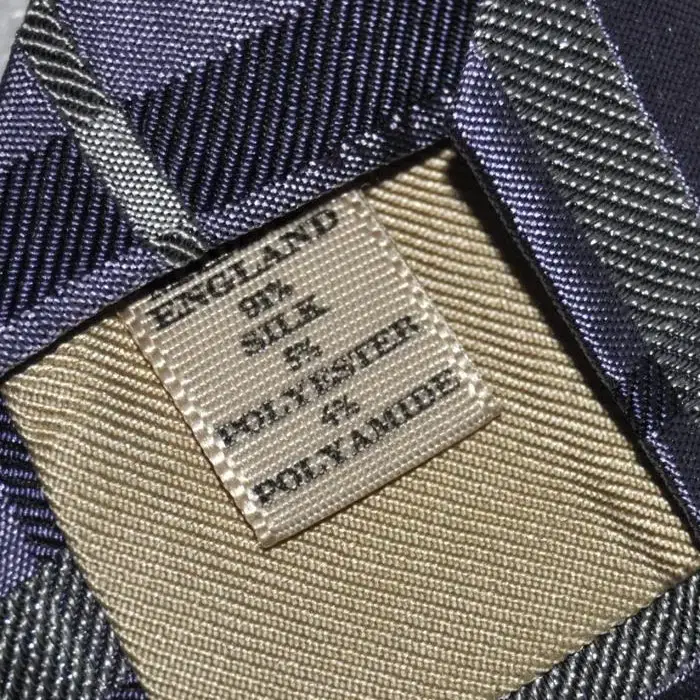 ENGLAND
91%
SILK
5%
POLYESTER
4%
POLYAMIDE